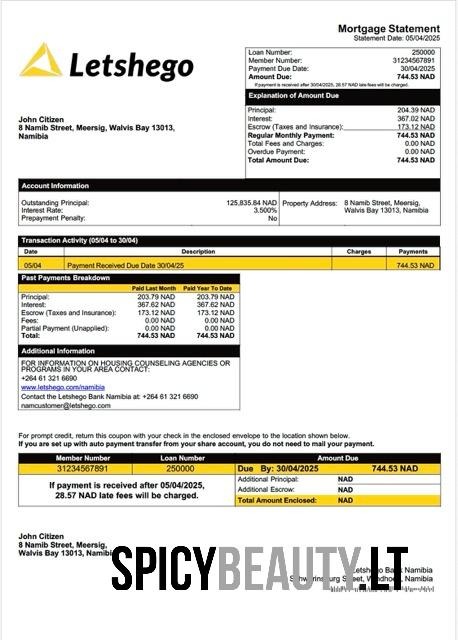 Mortgage Statement
Statement Date: 05/04/2025
Letshego
Loan Number: 250000
Member Number: 31234567891
Payment Due Date: 30/04/2025
Amount Due: 744.53 NAD
If payment is received after 30/04/2025, 28.57 NAD late fees will be charged.
Explanation of Amount Due
Principal: 204.39 NAD
Interest: 367.02 NAD
Escrow (Taxes and Insurance): 173.12 NAD
Regular Monthly Payment: 744.53 NAD
Total Fees and Charges: 0.00 NAD
Overdue Payment: 0.00 NAD
Total Amount Due: 744.53 NAD
John Citizen
8 Namib Street, Meersig, Walvis Bay 13013,
Namibia
Account Information
Outstanding Principal: 125,835.84 NAD
Interest Rate: 3.500%
Prepayment Penalty: No
Property Address: 8 Namib Street, Meersig,
Walvis Bay 13013, Namibia
Transaction Activity (05/04 to 30/04)
Date Description Charges Payments
05/04 Payment Received Due Date 30/04/25 744.53 NAD
Past Payments Breakdown
Paid Last Month Paid Year To Date
Principal: 203.79 NAD 203.79 NAD
Interest: 367.62 NAD 367.62 NAD
Escrow (Taxes and Insurance): 173.12 NAD 173.12 NAD
Fees: 0.00 NAD 0.00 NAD
Partial Payment (Unapplied): 0.00 NAD 0.00 NAD
Total: 744.53 NAD 744.53 NAD
Additional Information
FOR INFORMATION ON HOUSING COUNSELING AGENCIES OR
PROGRAMS IN YOUR AREA CONTACT:
+264 61 321 6690
www.letshego.com/namibia
Contact the Letshego Bank Namibia at: +264 61 321 6690
namcustomer@letshego.com
For prompt credit, return this coupon with your check in the enclosed envelope to the location shown below.
If you are set up with auto payment transfer from your share account, you do not need to mail your payment.
Member Number Loan Number Amount Due
31234567891 250000 Due By: 30/04/2025 744.53 NAD
If payment is received after 05/04/2025,
28.57 NAD late fees will be charged.
Additional Principal: NAD
Additional Escrow: NAD
Total Amount Enclosed: NAD
John Citizen
8 Namib Street, Meersig,
Walvis Bay 13013, Namibia
SPICYBEAUTY.LT
Letshego Bank Namibia
Street, Namibia